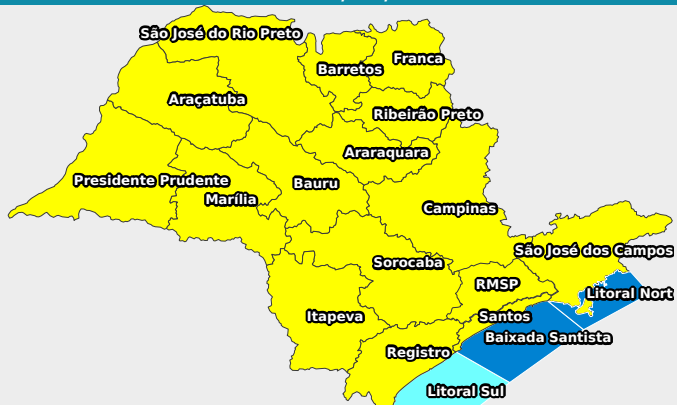 São José do Rio Preto
Franca
Barretos
Araçatuba
Ribeirão Preto
Araraquara
Presidente Prudente
Bauru
Marília
Campinas
São José dos Campos
Sorocaba
RMSP
Litoral Nort
Itapeva
Santos
Baixada Santista
Registro
Litoral Sul